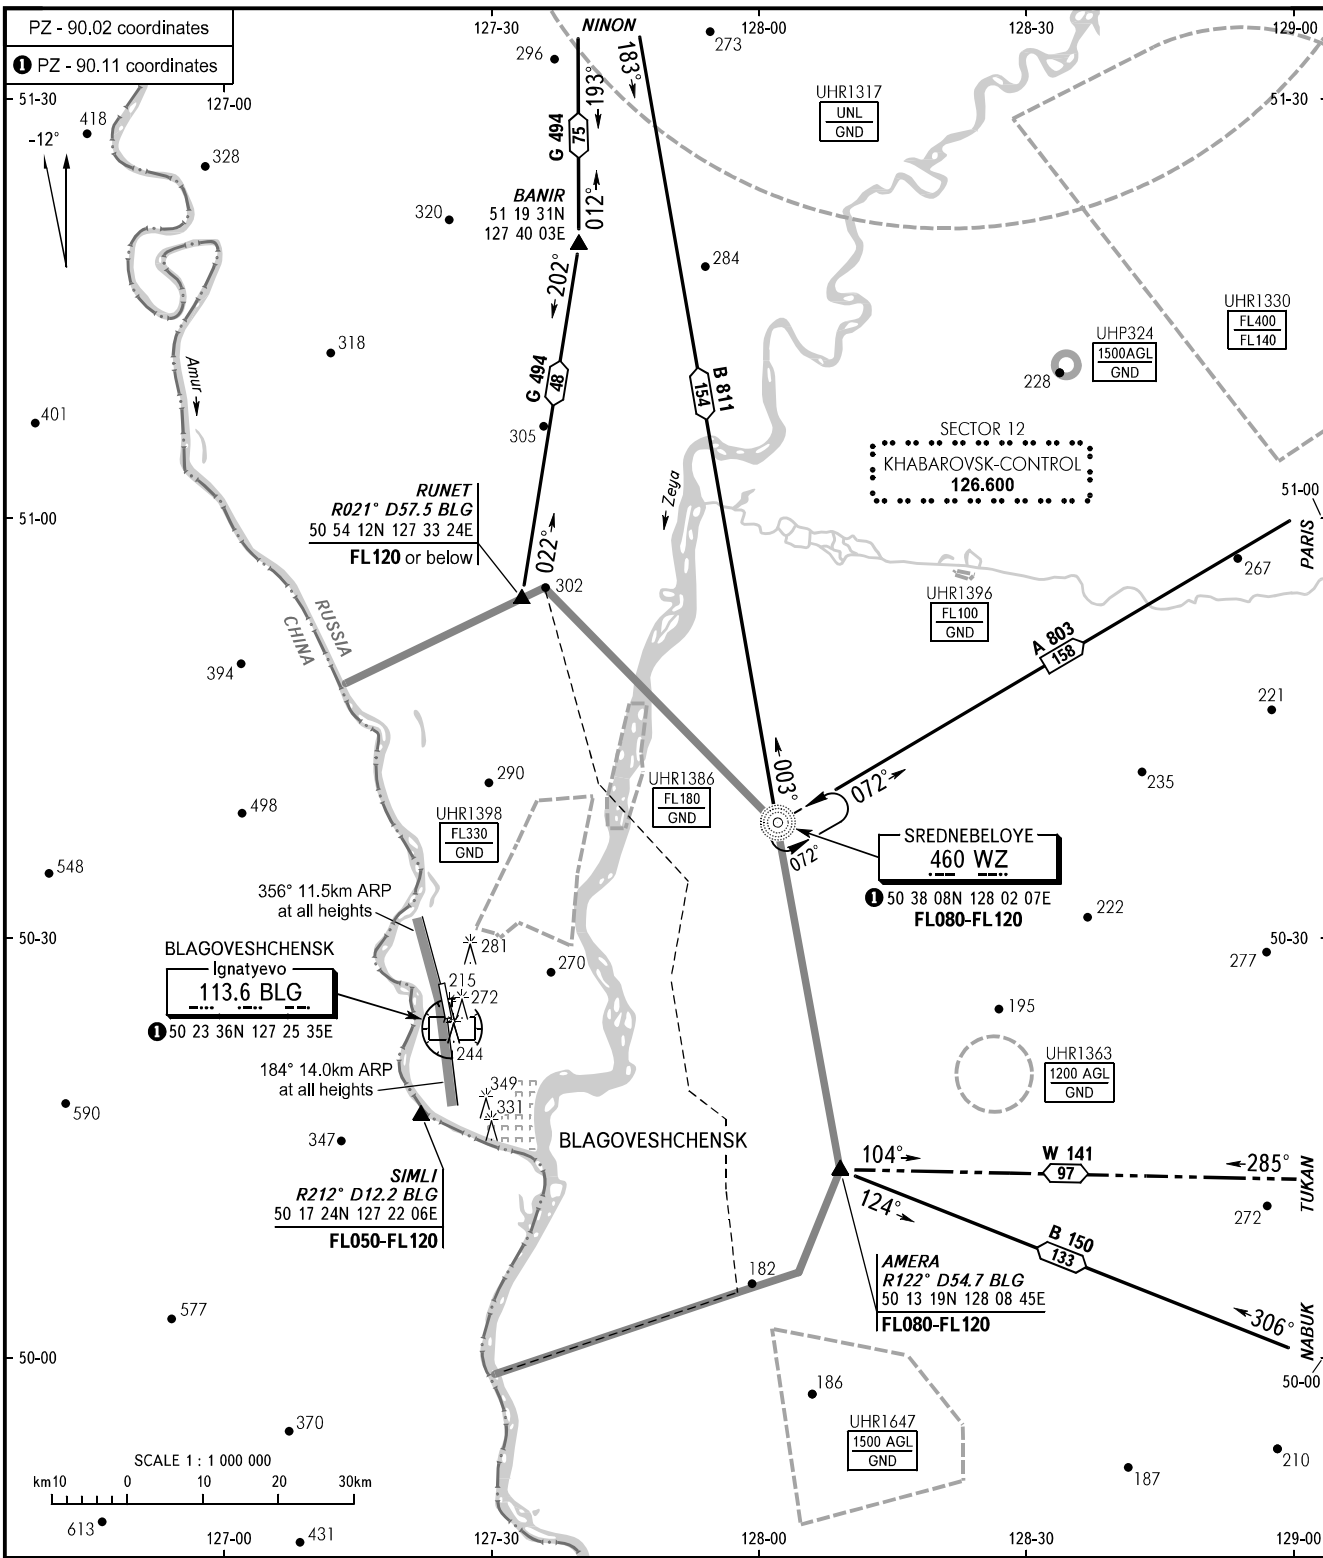 PZ - 90.02 coordinates
❶ PZ - 90.11 coordinates
127-30
NINON
128-00
128-30
129-00
51-30
127-00
51-30
-12°
418
328
296
273
193°
183°
G 494
75
012°
UHR1317
UNL
GND
320
BANIR
51 19 31N
127 40 03E
284
202°
318
Amur
G 494
48
B 811
154
UHP324
1500AGL
GND
228
UHR1330
FL400
FL140
401
305
SECTOR 12
KHABAROVSK-CONTROL
126.600
RUNET
R021° D57.5 BLG
50 54 12N 127 33 24E
FL120 or below
Zeya
51-00
51-00
PARIS
022°
302
267
UHR1396
FL100
GND
RUSSIA
CHINA
A 803
158
394
221
003°
072°
235
290
UHR1386
FL180
GND
498
UHR1398
FL330
GND
072°
SREDNEBELOYE
460 WZ
❶ 50 38 08N 128 02 07E
FL080-FL120
548
356° 11.5km ARP
at all heights
222
50-30
50-30
281
277
BLAGOVESHCHENSK
Ignatyevo
113.6 BLG
❶ 50 23 36N 127 25 35E
215
272
270
244
195
184° 14.0km ARP
at all heights
UHR1363
1200 AGL
GND
590
349
331
347
BLAGOVESHCHENSK
104°
W 141
97
285°
TUKAN
SIMLI
R212° D12.2 BLG
50 17 24N 127 22 06E
FL050-FL120
124°
272
B 150
133
AMERA
R122° D54.7 BLG
50 13 19N 128 08 45E
FL080-FL120
182
306°
NABUK
577
50-00
50-00
186
UHR1647
1500 AGL
GND
370
210
187
SCALE 1 : 1 000 000
km10 0 10 20 30km
613
431
127-00
127-30
128-00
128-30
129-00